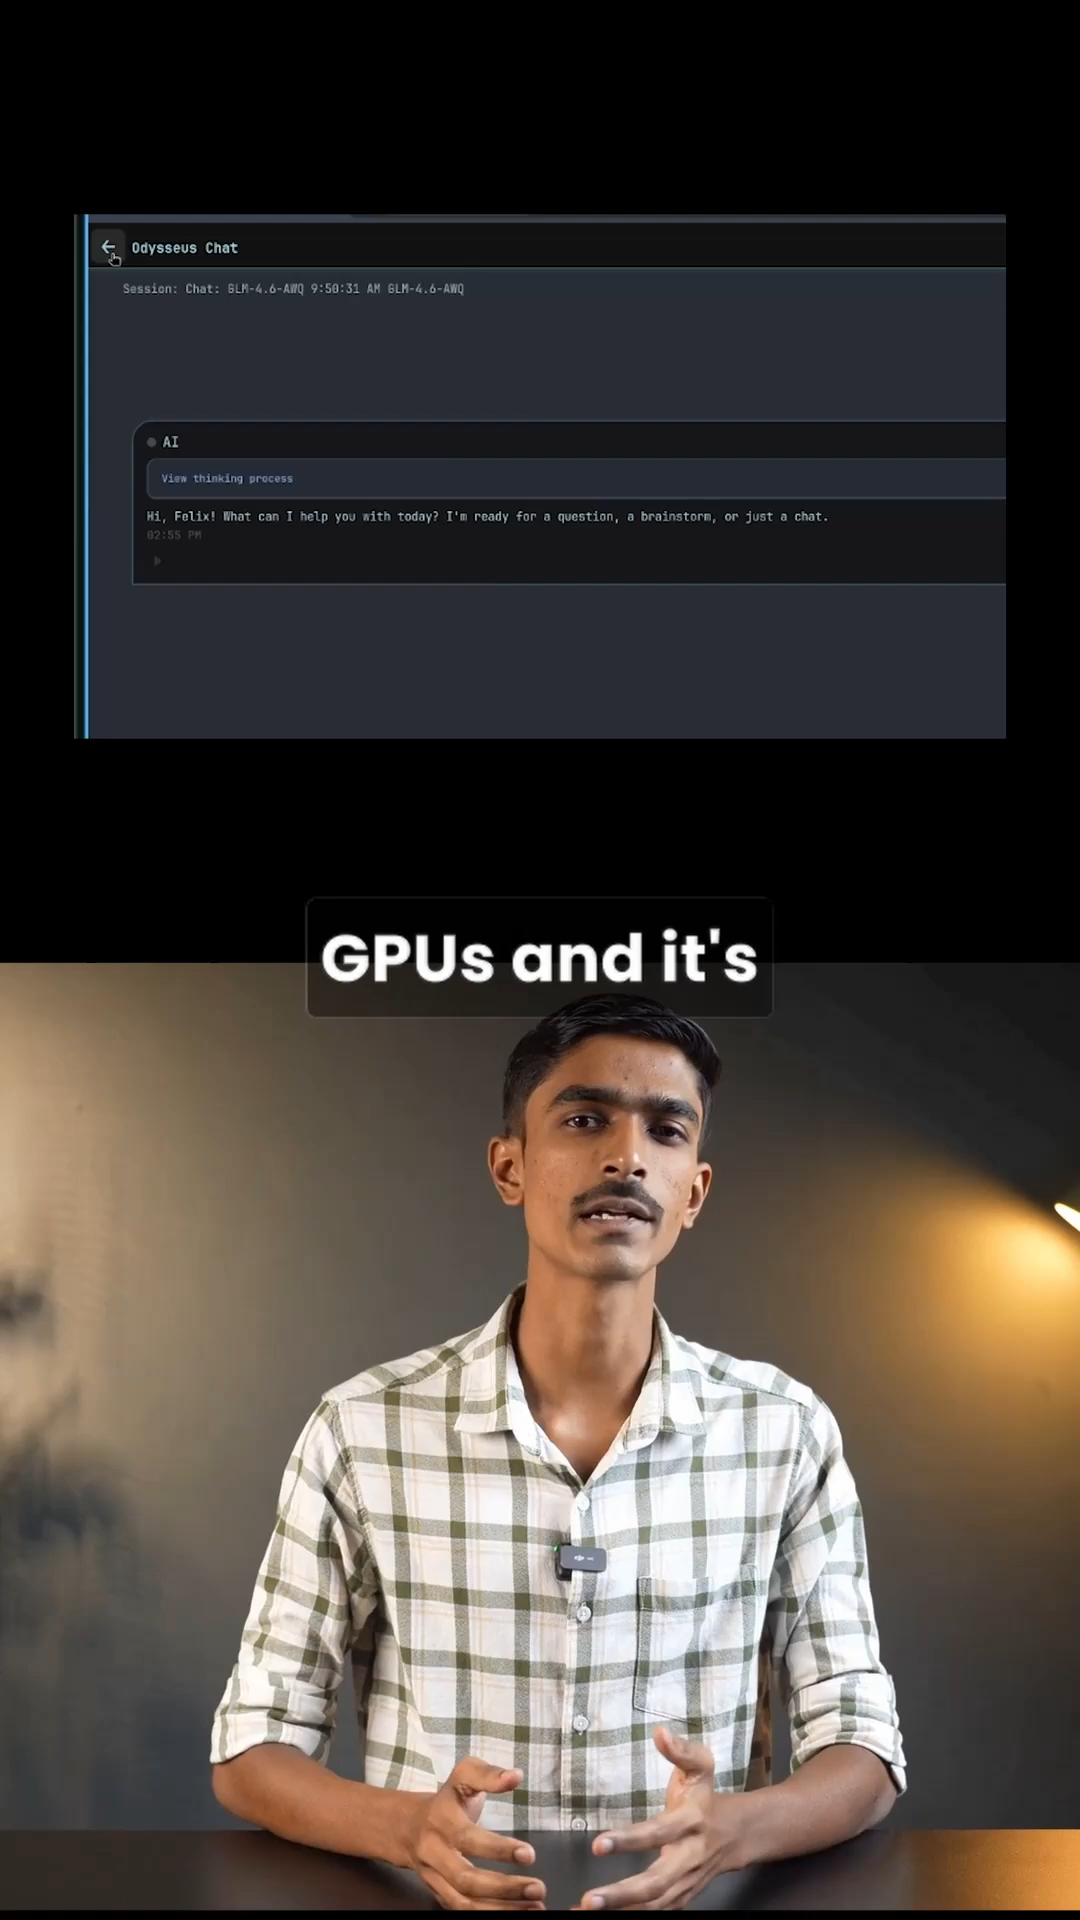 Odysseus Chat
Session: Chat: GLM-4.6-AWQ 9:50:31 AM GLM-4.6-AWQ
AI
View thinking process
Hi, Felix! What can I help you with today? I'm ready for a question, a brainstorm, or just a chat.
02:55 PM
GPUs and it's